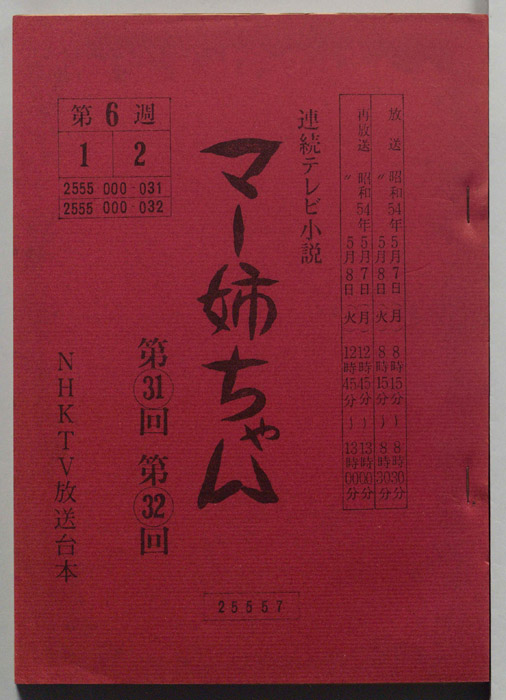 放送 昭和54年5月7日(月) 8時15分〜8時30分
〃 5月8日(火) 8時15分〜8時30分
再放送 昭和54年5月7日(月) 12時45分〜13時00分
〃 5月8日(火) 12時45分〜13時00分
連続テレビ小説
マー姉ちゃん
第31回 第32回
第6週
1 2
2555 000 031
2555 000 032
NHKTV放送台本
25557